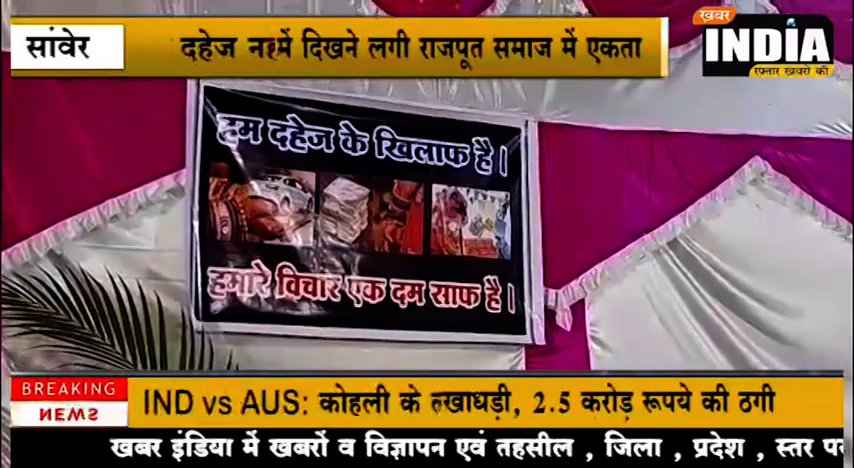 सांवेर
दहेज नहमें दिखने लगी राजपूत समाज में एकता
खबर
INDIA
रफ्तार खबरों की
हम दहेज के खिलाफ है।
हमारे विचार एक दम साफ है।
BREAKING
NEWS
IND vs AUS: कोहली के लखाधड़ी, 2.5 करोड़ रूपये की ठगी
खबर इंडिया में खबरों व विज्ञापन एवं तहसील , जिला , प्रदेश , स्तर पर